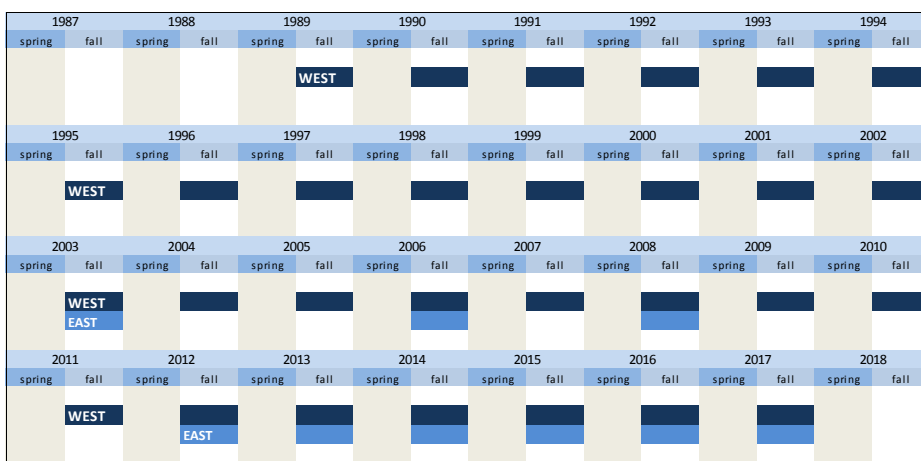 1987 1988 1989 1990 1991 1992 1993 1994
spring fall spring fall spring fall spring fall spring fall spring fall spring fall spring fall
WEST
1995 1996 1997 1998 1999 2000 2001 2002
spring fall spring fall spring fall spring fall spring fall spring fall spring fall spring fall
WEST
2003 2004 2005 2006 2007 2008 2009 2010
spring fall spring fall spring fall spring fall spring fall spring fall spring fall spring fall
WEST
EAST
2011 2012 2013 2014 2015 2016 2017 2018
spring fall spring fall spring fall spring fall spring fall spring fall spring fall spring fall
WEST
EAST